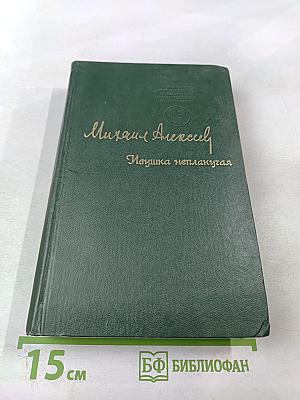 Михаил Алексеев
Ивушка неплакучая
15 см
БФ БИБЛИОФАН